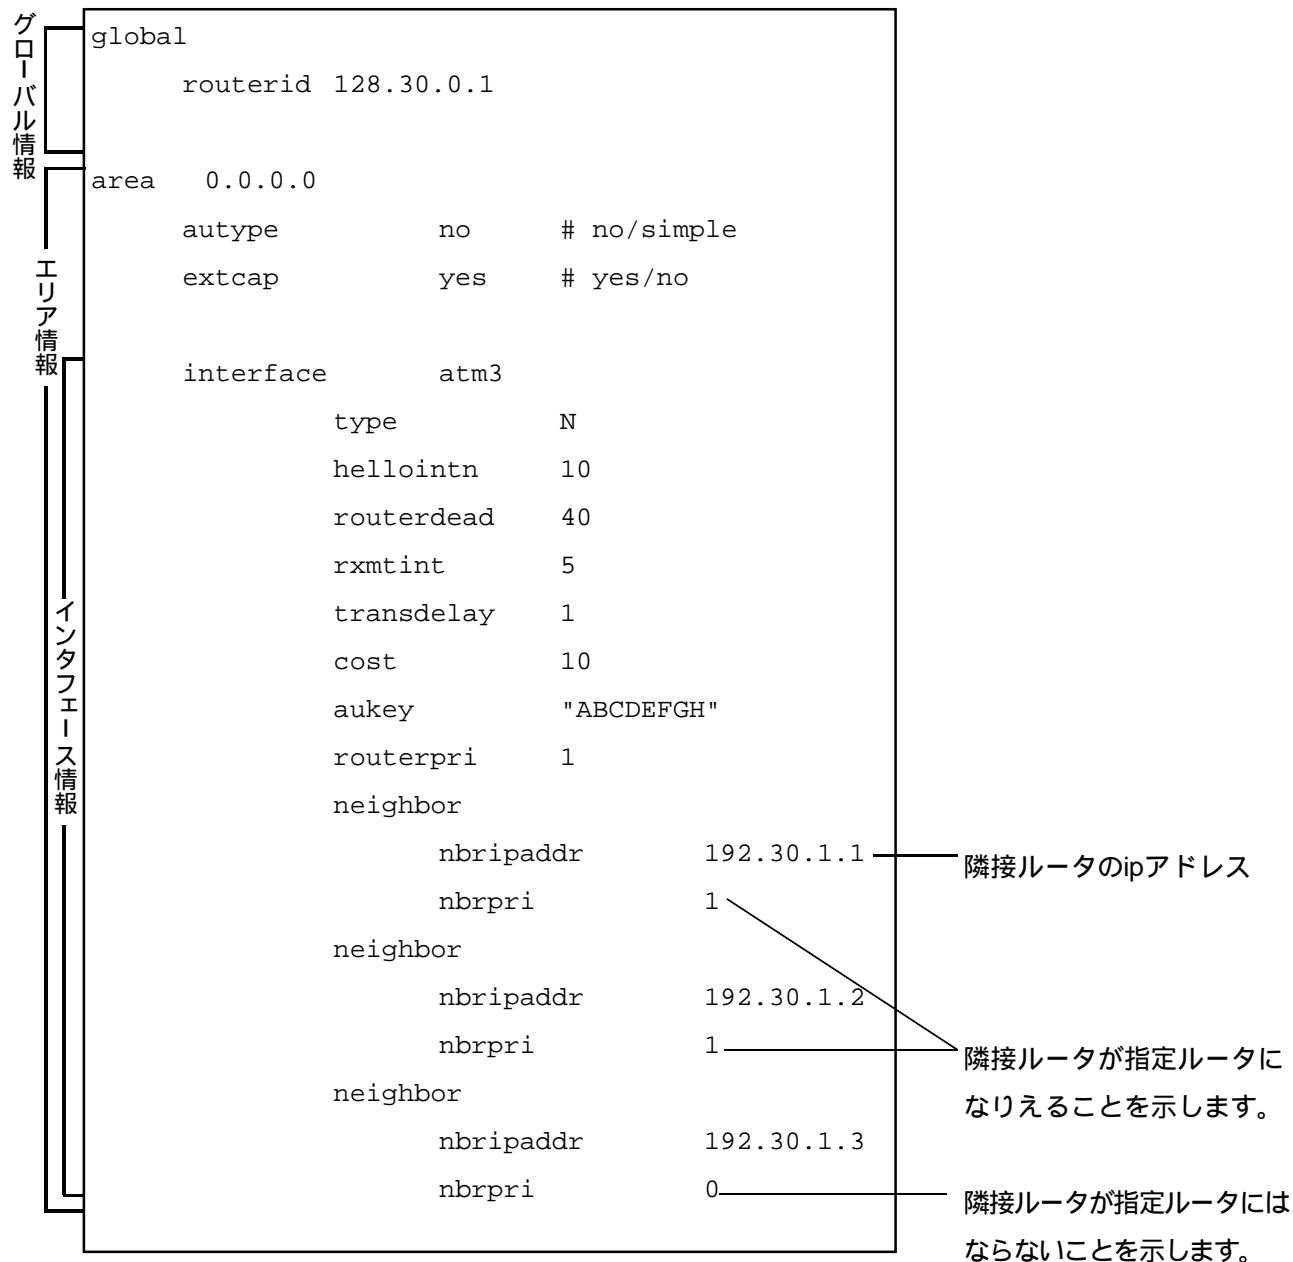 グローバル情報
エリア情報
インタフェース情報
global
routerid 128.30.0.1
area 0.0.0.0
autype no # no/simple
extcap yes # yes/no
interface atm3
type N
hellointn 10
routerdead 40
rxmtint 5
transdelay 1
cost 10
aukey "ABCDEFGH"
routerpri 1
neighbor
nbripaddr 192.30.1.1
隣接ルータのipアドレス
nbrpri 1
neighbor
nbripaddr 192.30.1.2
nbrpri 1
隣接ルータが指定ルータに
なりえることを示します。
neighbor
nbripaddr 192.30.1.3
nbrpri 0
隣接ルータが指定ルータには
ならないことを示します。